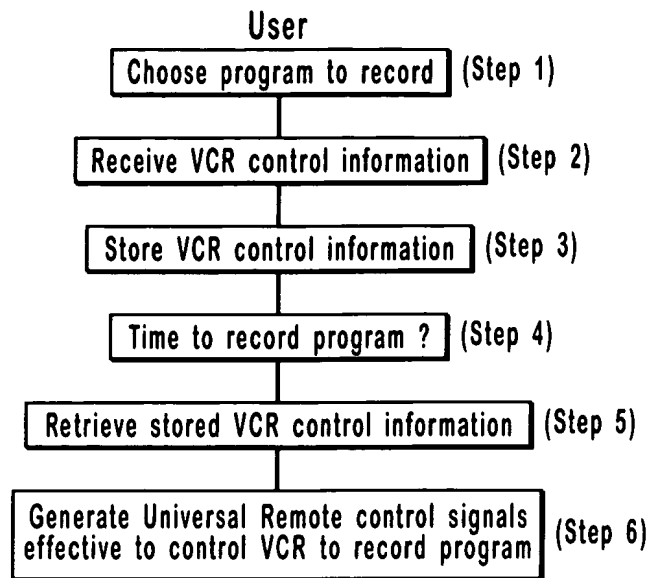 User
Choose program to record (Step 1)
Receive VCR control information (Step 2)
Store VCR control information (Step 3)
Time to record program ? (Step 4)
Retrieve stored VCR control information (Step 5)
Generate Universal Remote control signals
effective to control VCR to record program (Step 6)